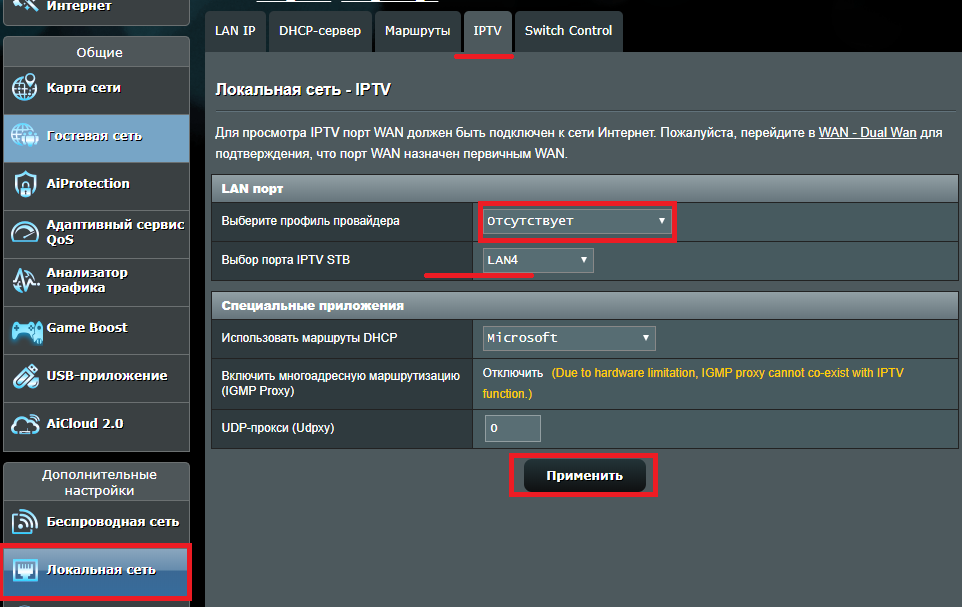 Интернет
Общие
Карта сети
Гостевая сеть
AiProtection
Адаптивный сервис
QoS
Анализатор
трафика
Game Boost
USB-приложение
AiCloud 2.0
Дополнительные
настройки
Беспроводная сеть
Локальная сеть
LAN IP
DHCP-сервер
Маршруты
IPTV
Switch Control
Локальная сеть - IPTV
Для просмотра IPTV порт WAN должен быть подключен к сети Интернет. Пожалуйста, перейдите в WAN - Dual Wan для
подтверждения, что порт WAN назначен первичным WAN.
LAN порт
Выберите профиль провайдера
Отсутствует
Выбор порта IPTV STB
LAN4
Специальные приложения
Использовать маршруты DHCP
Microsoft
Включить многоадресную маршрутизацию
(IGMP Proxy)
Отключить (Due to hardware limitation, IGMP proxy cannot co-exist with IPTV
function.)
UDP-прокси (Udpxy)
0
Применить